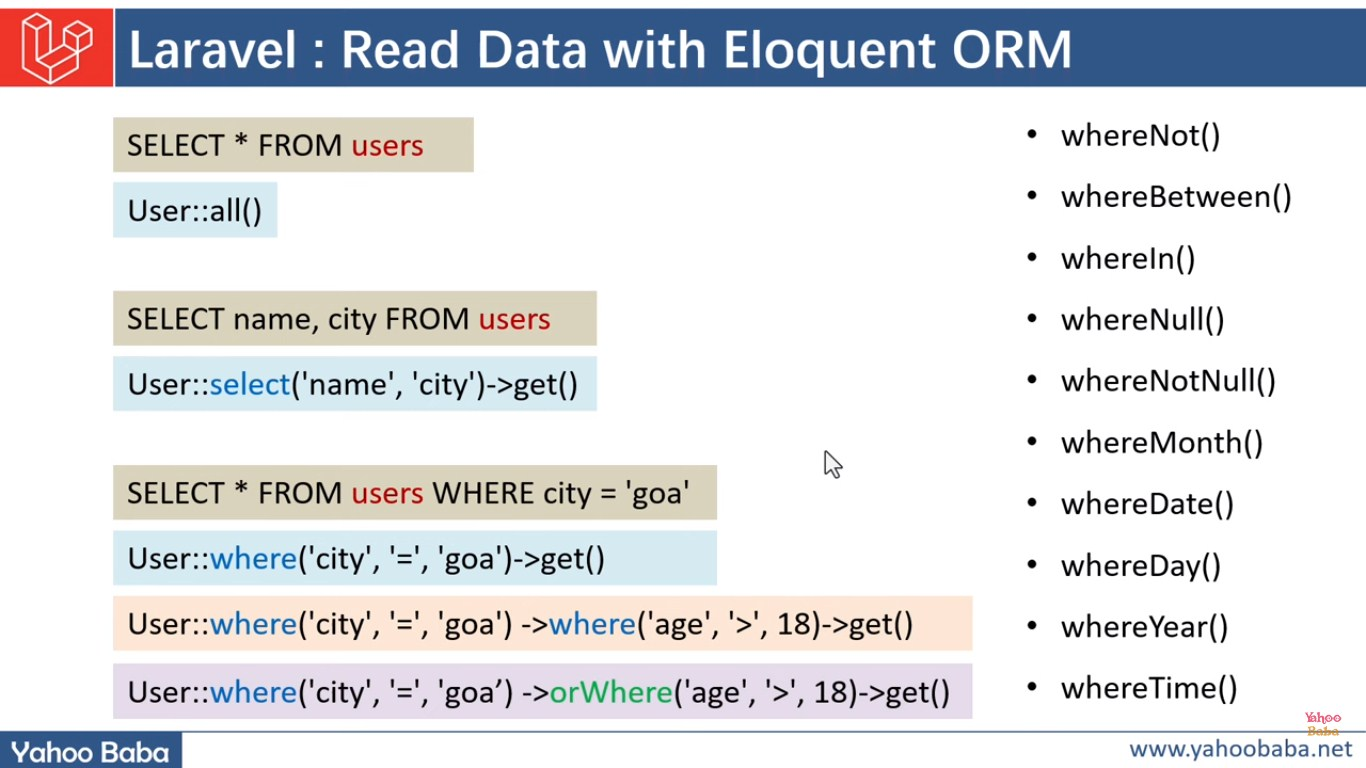 Laravel : Read Data with Eloquent ORM
SELECT * FROM users
User::all()
SELECT name, city FROM users
User::select('name', 'city')->get()
SELECT * FROM users WHERE city = 'goa'
User::where('city', '=', 'goa')->get()
User::where('city', '=', 'goa') ->where('age', '>', 18)->get()
User::where('city', '=', 'goa’) ->orWhere('age', '>', 18)->get()
• whereNot()
• whereBetween()
• whereIn()
• whereNull()
• whereNotNull()
• whereMonth()
• whereDate()
• whereDay()
• whereYear()
• whereTime()
Yahoo
Baba
Yahoo Baba
www.yahoobaba.net